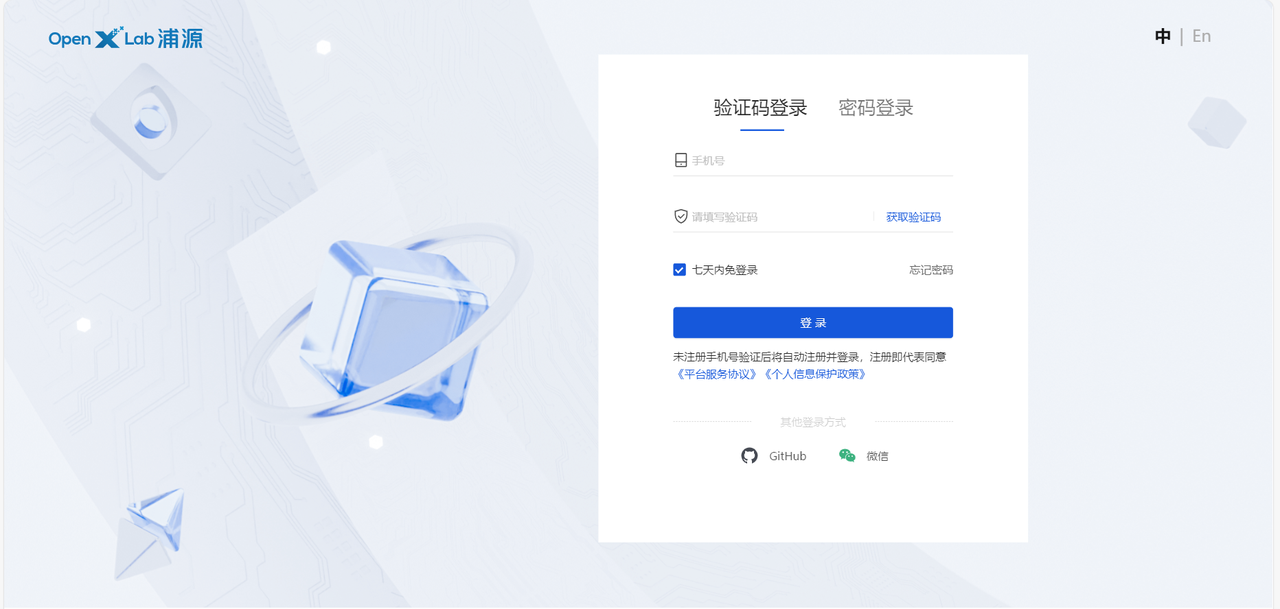 OpenXLab浦源
中 | En
验证码登录 密码登录
手机号
请填写验证码 获取验证码
七天内免登录 忘记密码
登 录
未注册手机号验证后将自动注册并登录，注册即代表同意
《平台服务协议》《个人信息保护政策》
其他登录方式
GitHub 微信